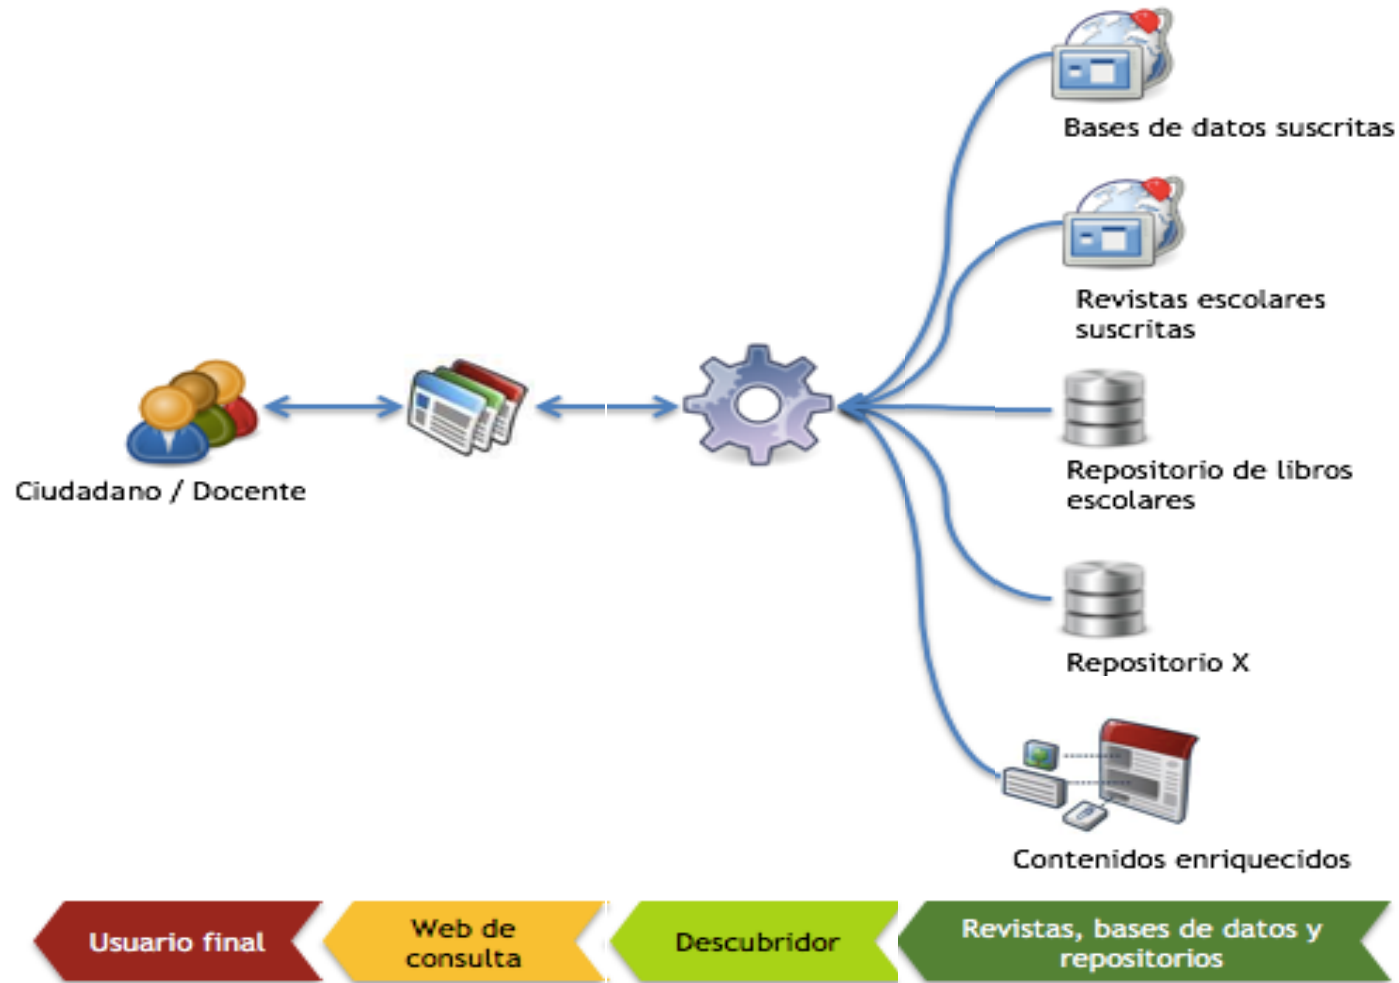 Bases de datos suscritas
Revistas escolares
suscritas
Ciudadano / Docente
Repositorio de libros
escolares
Repositorio X
Contenidos enriquecidos
Usuario final
Web de
consulta
Descubridor
Revistas, bases de datos y
repositorios